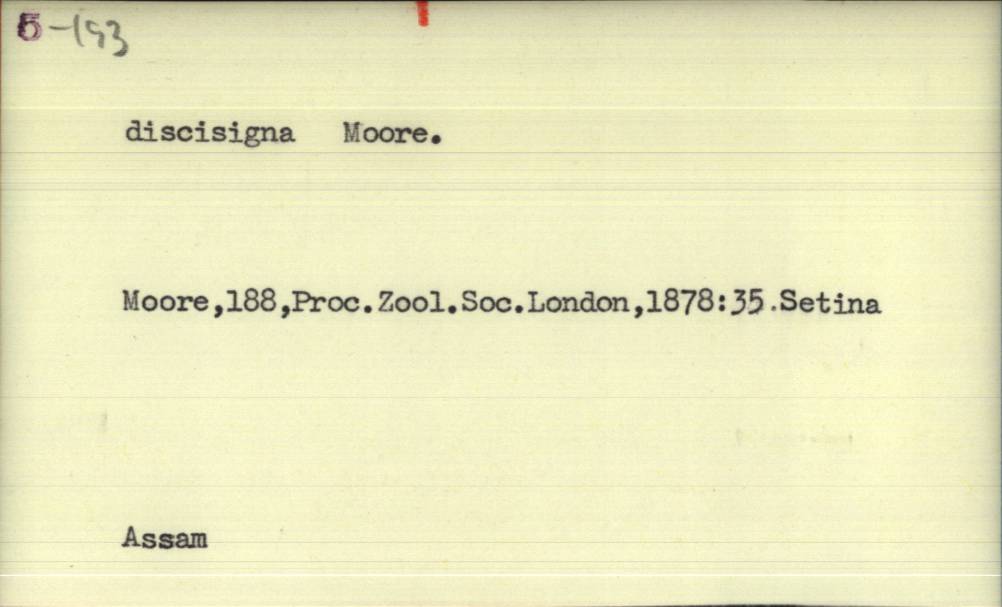 5-193
discisigna Moore.
Moore,188,Proc.Zool.Soc.London,1878:35.Setina
Assam